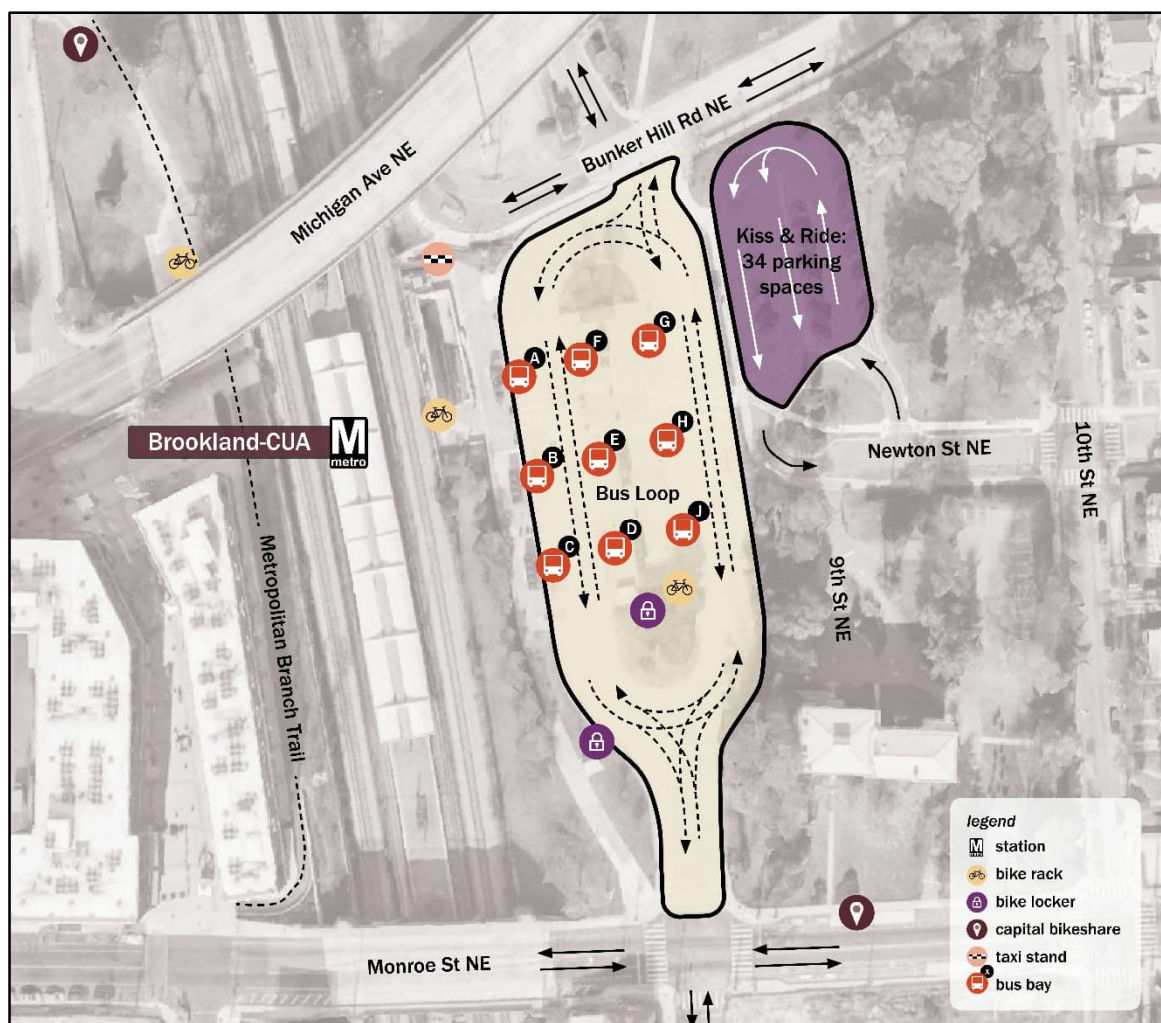 Michigan Ave NE
Bunker Hill Rd NE
Kiss & Ride:
34 parking
spaces
A
F
G
Brookland-CUA
M
metro
B
E
H
Bus Loop
C
D
J
Newton St NE
10th St NE
9th St NE
Metropolitan Branch Trail
Monroe St NE
legend
M
station
bike rack
bike locker
capital bikeshare
taxi stand
x
bus bay